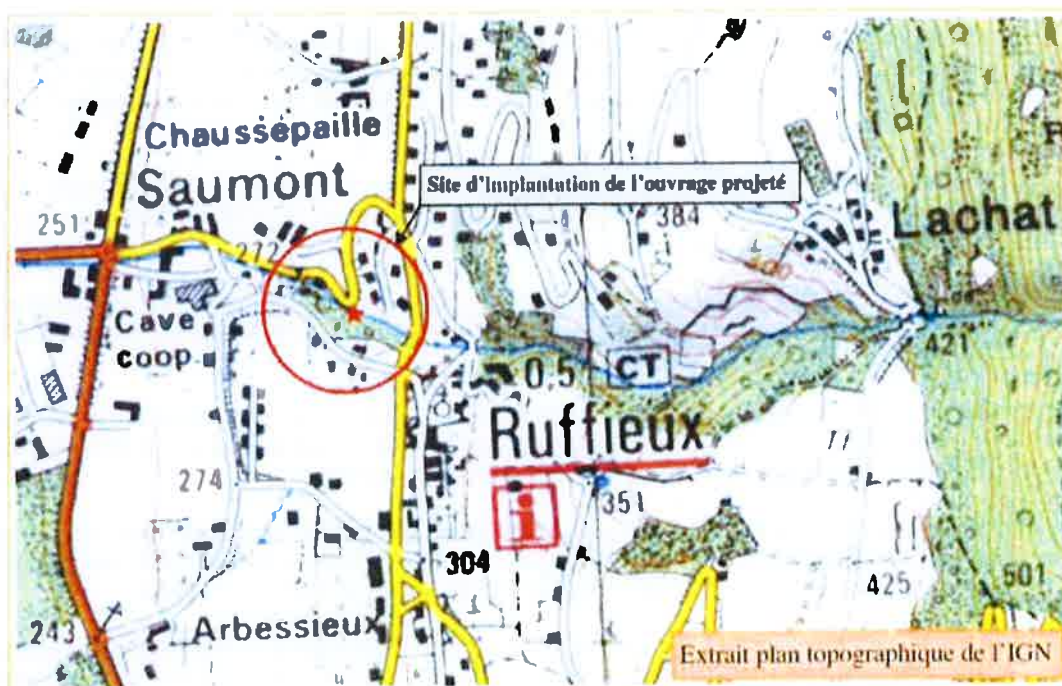 Chaussepaille
Saumont
Site d'implantation de l'ouvrage projeté
251
272
384
Lachat
400
Cave
coop.
0,5
CT
421
Ruffieux
i
274
351
304
425
501
243
Arbessieux
Extrait plan topographique de l'IGN